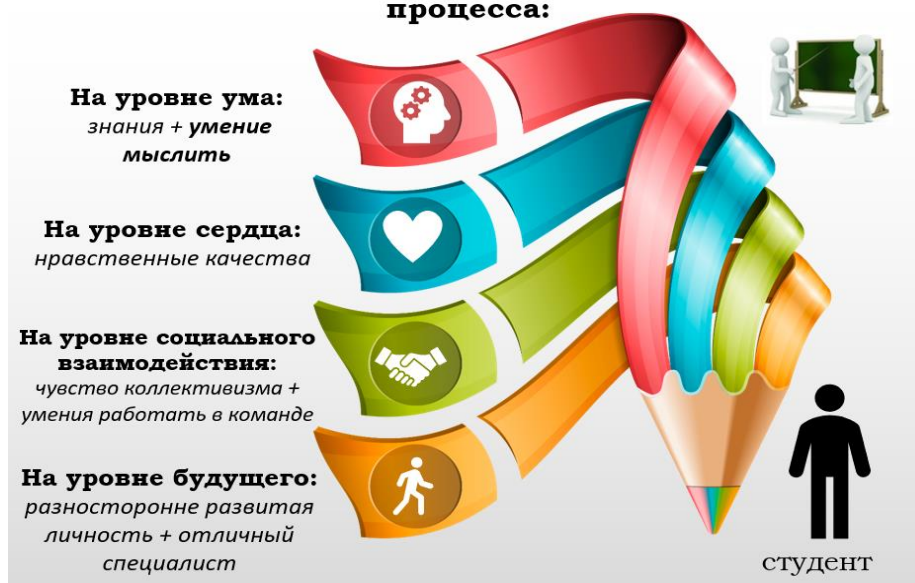 процесса:
На уровне ума:
знания + умение
мыслить
На уровне сердца:
нравственные качества
На уровне социального
взаимодействия:
чувство коллективизма +
умения работать в команде
На уровне будущего:
разносторонне развитая
личность + отличный
специалист
студент